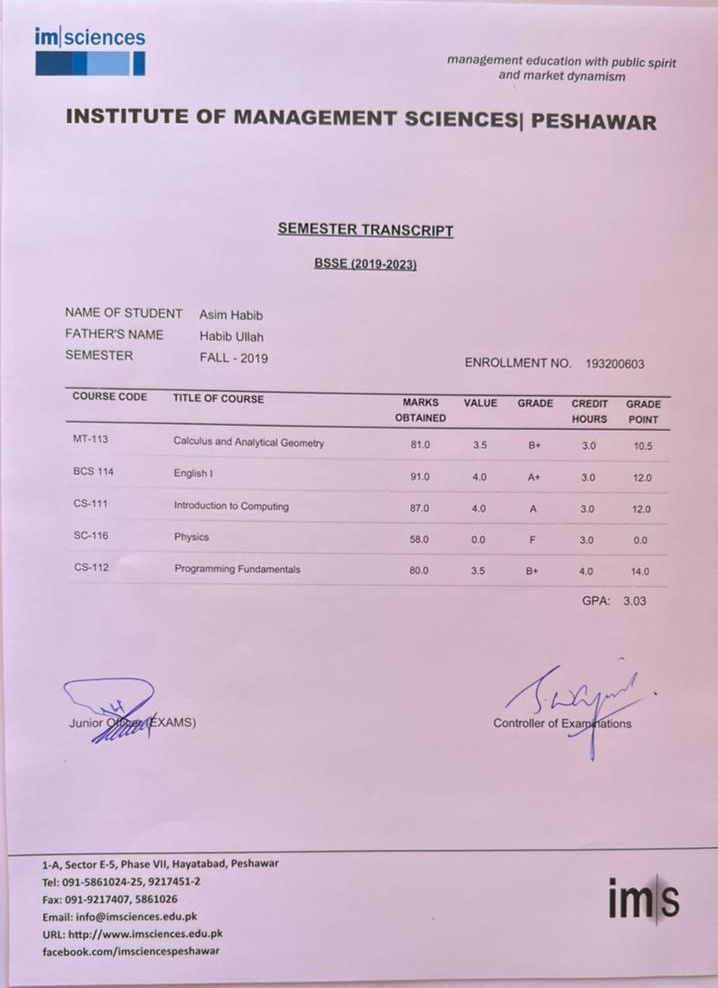 im|sciences
management education with public spirit
and market dynamism
INSTITUTE OF MANAGEMENT SCIENCES| PESHAWAR
SEMESTER TRANSCRIPT
BSSE (2019-2023)
NAME OF STUDENT Asim Habib
FATHER'S NAME Habib Ullah
SEMESTER FALL - 2019
ENROLLMENT NO. 193200603
COURSE CODE TITLE OF COURSE MARKS OBTAINED VALUE GRADE CREDIT HOURS GRADE POINT
MT-113 Calculus and Analytical Geometry 81.0 3.5 B+ 3.0 10.5
BCS 114 English I 91.0 4.0 A+ 3.0 12.0
CS-111 Introduction to Computing 87.0 4.0 A 3.0 12.0
SC-116 Physics 58.0 0.0 F 3.0 0.0
CS-112 Programming Fundamentals 80.0 3.5 B+ 4.0 14.0
GPA: 3.03
Junior Officer (EXAMS)
Controller of Examinations
1-A, Sector E-5, Phase VII, Hayatabad, Peshawar
Tel: 091-5861024-25, 9217451-2
Fax: 091-9217407, 5861026
Email: info@imsciences.edu.pk
URL: http://www.imsciences.edu.pk
facebook.com/imsciencespeshawar
im|s